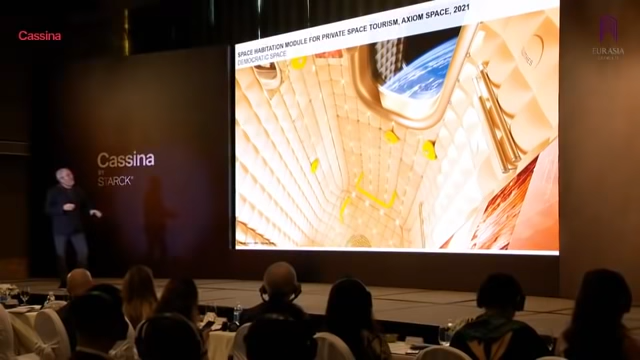 Cassina
EURASIA
SPACE HABITATION MODULE FOR PRIVATE SPACE TOURISM, AXIOM SPACE, 2021
DEMOCRATIC SPACE
Cassina
BY
STARCK